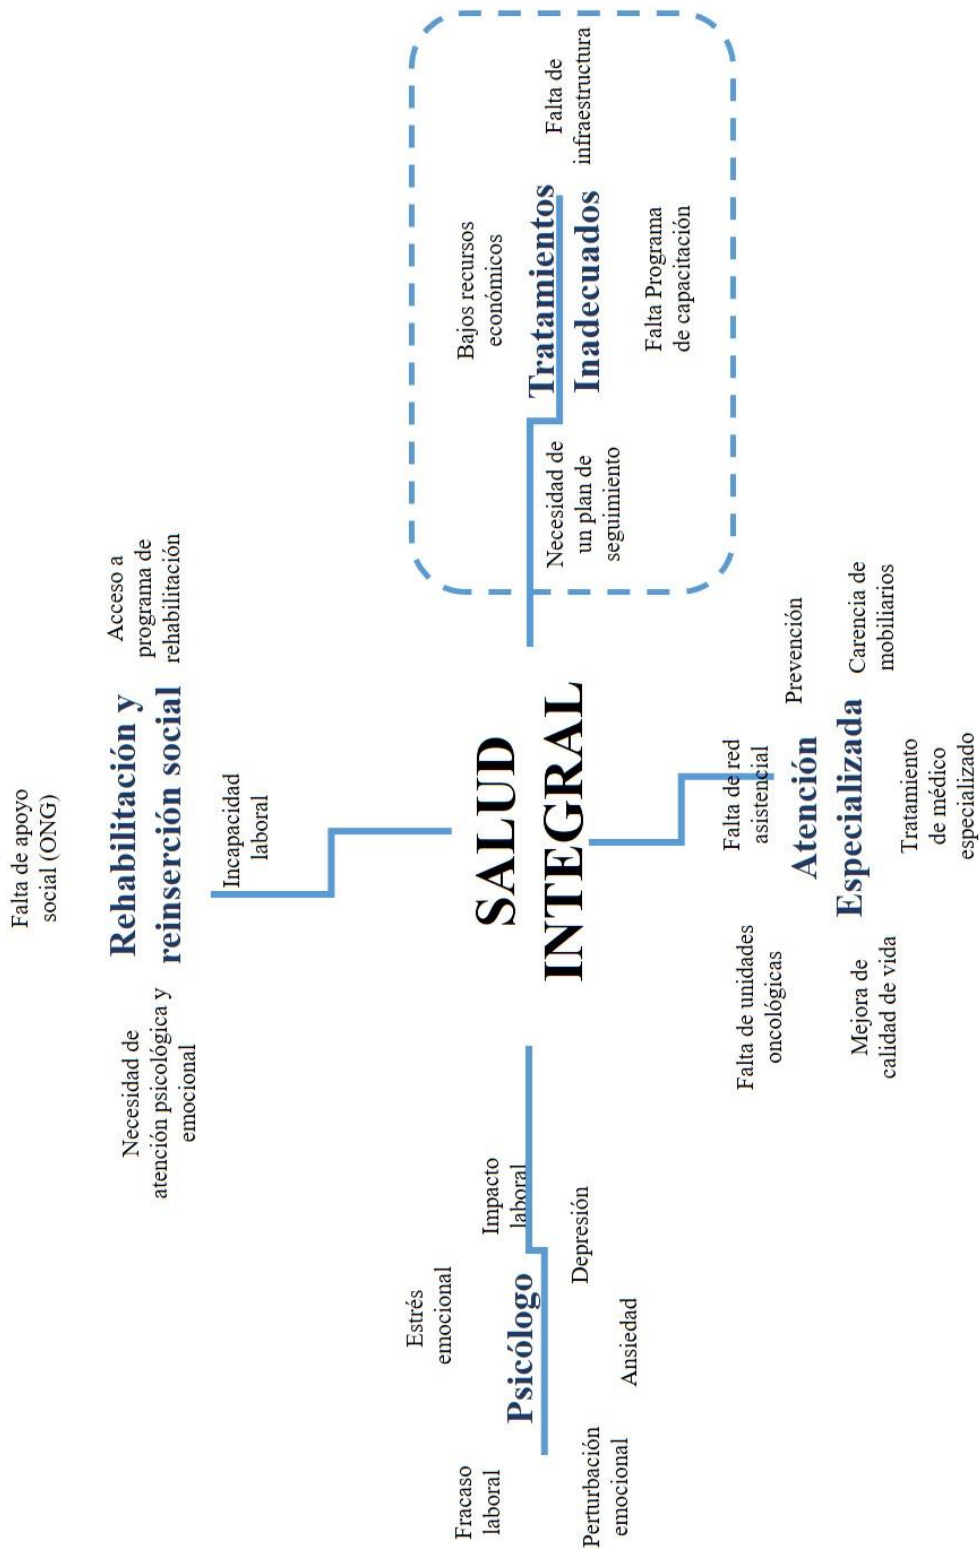 Falta de apoyo
social (ONG)
Necesidad de
atención psicológica y
emocional
Rehabilitación y
reinserción social
Acceso a
programa de
rehabilitación
Incapacidad
laboral
Fracaso
laboral
Estrés
emocional
Impacto
laboral
Psicólogo
Perturbación
emocional
Ansiedad
Depresión
SALUD
INTEGRAL
Bajos recursos
económicos
Necesidad de
un plan de
seguimiento
Tratamientos
Inadecuados
Falta de
infraestructura
Falta Programa
de capacitación
Falta de unidades
oncológicas
Falta de red
asistencial
Prevención
Atención
Especializada
Mejora de
calidad de vida
Carencia de
mobiliarios
Tratamiento
de médico
especializado